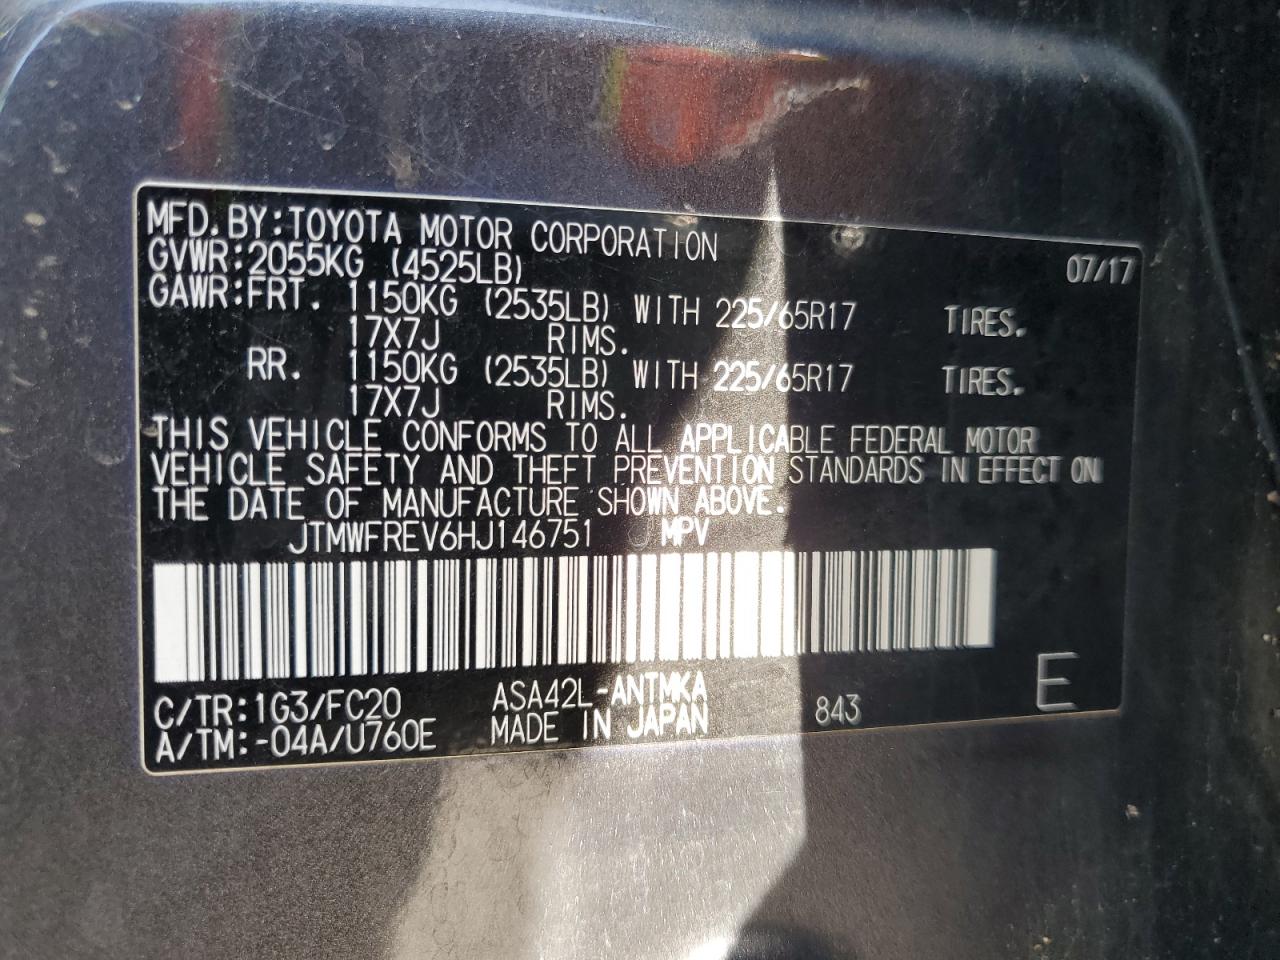 MFD.BY:TOYOTA MOTOR CORPORATION 07/17
GVWR:2055KG (4525LB)
GAWR:FRT. 1150KG (2535LB) WITH 225/65R17 TIRES.
17X7J RIMS.
RR. 1150KG (2535LB) WITH 225/65R17 TIRES.
17X7J RIMS.
THIS VEHICLE CONFORMS TO ALL APPLICABLE FEDERAL MOTOR
VEHICLE SAFETY AND THEFT PREVENTION STANDARDS IN EFFECT ON
THE DATE OF MANUFACTURE SHOWN ABOVE.
JTMWFREV6HJ146751 MPV
C/TR:1G3/FC20 ASA42L-ANTMKA 843 E
A/TM:-04A/U760E MADE IN JAPAN